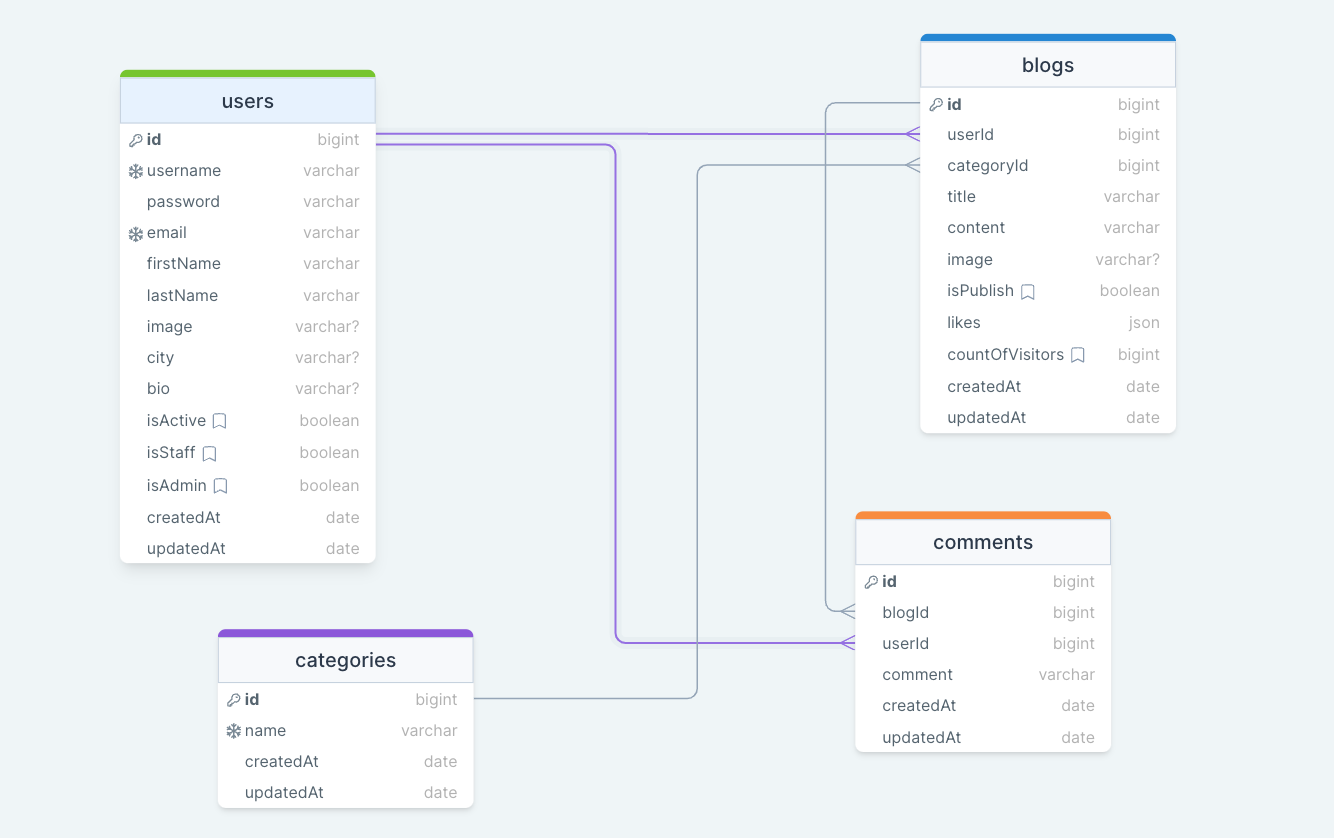 users
id bigint
username varchar
password varchar
email varchar
firstName varchar
lastName varchar
image varchar?
city varchar?
bio varchar?
isActive boolean
isStaff boolean
isAdmin boolean
createdAt date
updatedAt date
blogs
id bigint
userId bigint
categoryId bigint
title varchar
content varchar
image varchar?
isPublish boolean
likes json
countOfVisitors bigint
createdAt date
updatedAt date
categories
id bigint
name varchar
createdAt date
updatedAt date
comments
id bigint
blogId bigint
userId bigint
comment varchar
createdAt date
updatedAt date